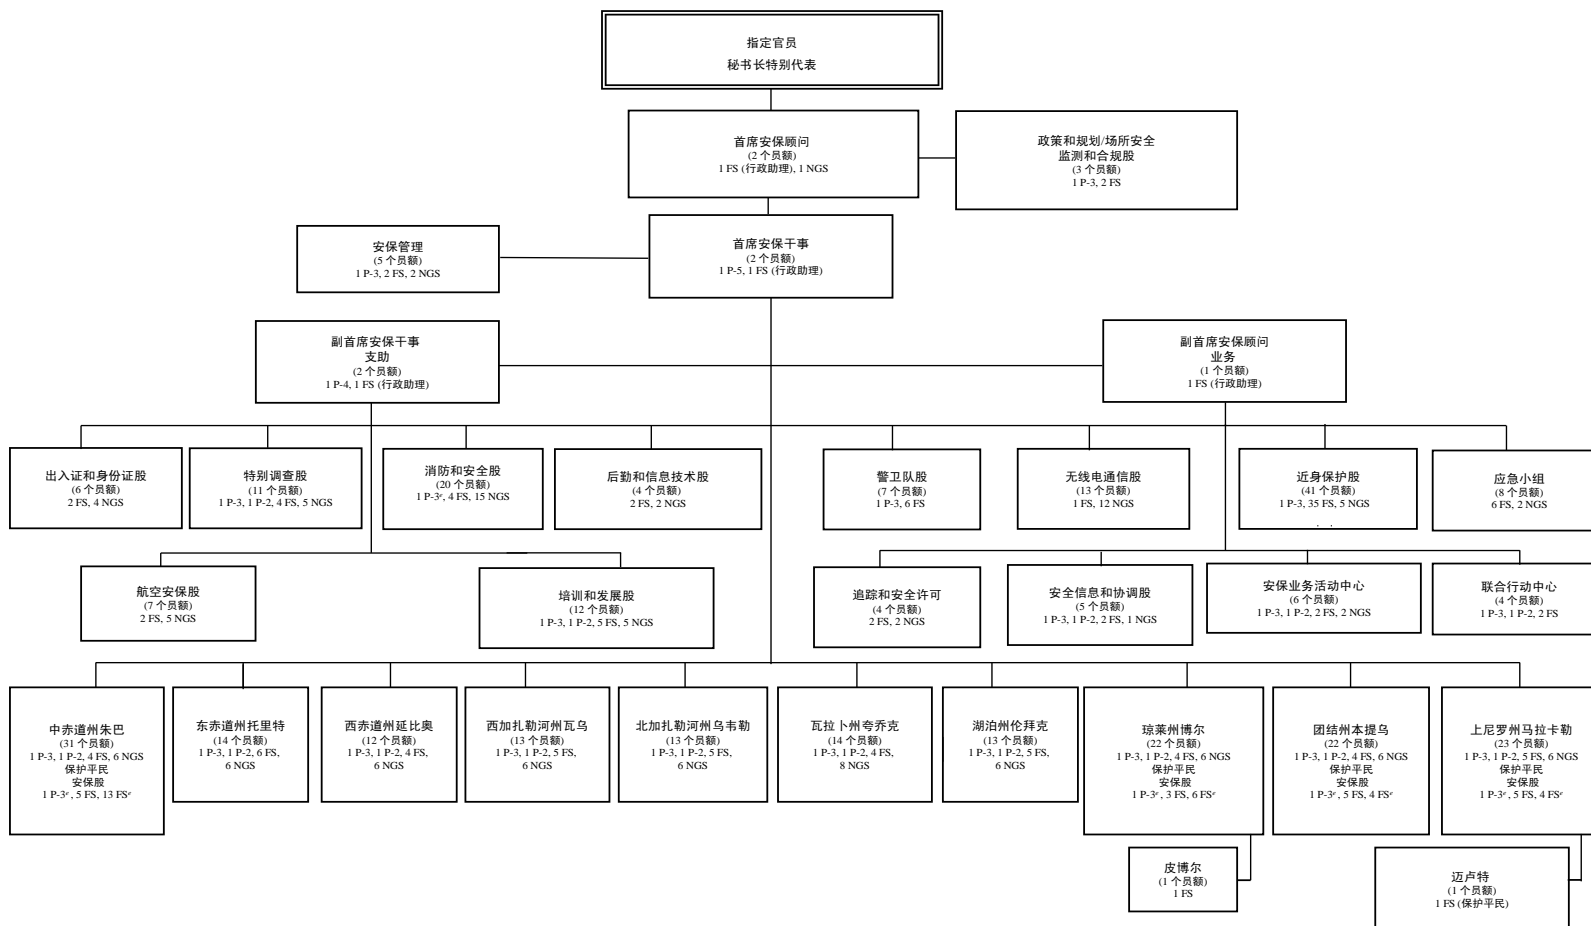 指定官员
秘书长特别代表
首席安保顾问
(2 个员额)
1 FS (行政助理), 1 NGS
政策和规划/场所安全
监测和合规股
(3 个员额)
1 P-3, 2 FS
安保管理
(5 个员额)
1 P-3, 2 FS, 2 NGS
首席安保干事
(2 个员额)
1 P-5, 1 FS (行政助理)
副首席安保干事
支助
(2 个员额)
1 P-4, 1 FS (行政助理)
副首席安保顾问
业务
(1 个员额)
1 FS (行政助理)
出入证和身份证股
(6 个员额)
2 FS, 4 NGS
特别调查股
(11 个员额)
1 P-3, 1 P-2, 4 FS, 5 NGS
消防和安全股
(20 个员额)
1 P-3ᵉ, 4 FS, 15 NGS
后勤和信息技术股
(4 个员额)
2 FS, 2 NGS
警卫队股
(7 个员额)
1 P-3, 6 FS
无线电通信股
(13 个员额)
1 FS, 12 NGS
近身保护股
(41 个员额)
1 P-3, 35 FS, 5 NGS
应急小组
(8 个员额)
6 FS, 2 NGS
航空安保股
(7 个员额)
2 FS, 5 NGS
培训和发展股
(12 个员额)
1 P-3, 1 P-2, 5 FS, 5 NGS
追踪和安全许可
(4 个员额)
2 FS, 2 NGS
安全信息和协调股
(5 个员额)
1 P-3, 1 P-2, 2 FS, 1 NGS
安保业务活动中心
(6 个员额)
1 P-3, 1 P-2, 2 FS, 2 NGS
联合行动中心
(4 个员额)
1 P-3, 1 P-2, 2 FS
中赤道州朱巴
(31 个员额)
1 P-3, 1 P-2, 4 FS, 6 NGS
保护平民
安保股
1 P-3ᵉ, 5 FS, 13 FSᵉ
东赤道州托里特
(14 个员额)
1 P-3, 1 P-2, 6 FS,
6 NGS
西赤道州延比奥
(12 个员额)
1 P-3, 1 P-2, 4 FS,
6 NGS
西加扎勒河州瓦乌
(13 个员额)
1 P-3, 1 P-2, 5 FS,
6 NGS
北加扎勒河州乌韦勒
(13 个员额)
1 P-3, 1 P-2, 5 FS,
6 NGS
瓦拉卜州夸乔克
(14 个员额)
1 P-3, 1 P-2, 4 FS,
8 NGS
湖泊州伦拜克
(13 个员额)
1 P-3, 1 P-2, 5 FS,
6 NGS
琼莱州博尔
(22 个员额)
1 P-3, 1 P-2, 4 FS, 6 NGS
保护平民
安保股
1 P-3ᵉ, 3 FS, 6 FSᵉ
团结州本提乌
(22 个员额)
1 P-3, 1 P-2, 4 FS, 6 NGS
保护平民
安保股
1 P-3ᵉ, 5 FS, 4 FSᵉ
上尼罗州马拉卡勒
(23 个员额)
1 P-3, 1 P-2, 5 FS, 6 NGS
保护平民
安保股
1 P-3ᵉ, 5 FS, 4 FSᵉ
皮博尔
(1 个员额)
1 FS
迈卢特
(1 个员额)
1 FS (保护平民)